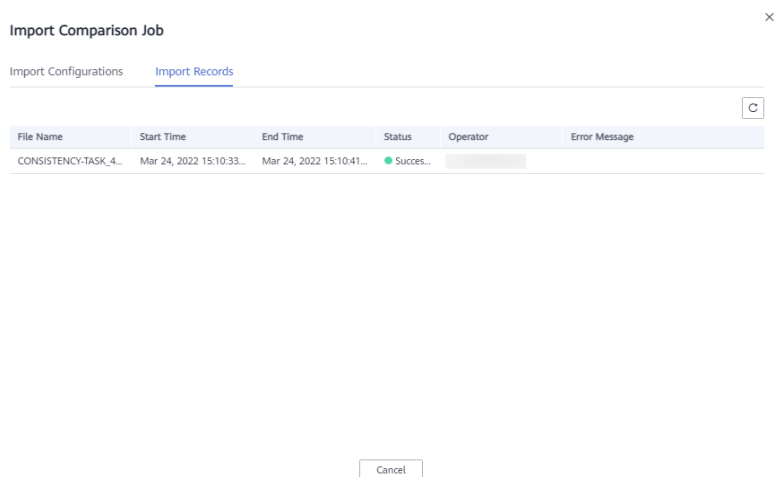 Import Comparison Job
Import Configurations Import Records
File Name Start Time End Time Status Operator Error Message
CONSISTENCY-TASK_4... Mar 24, 2022 15:10:33... Mar 24, 2022 15:10:41... Succes...
Cancel